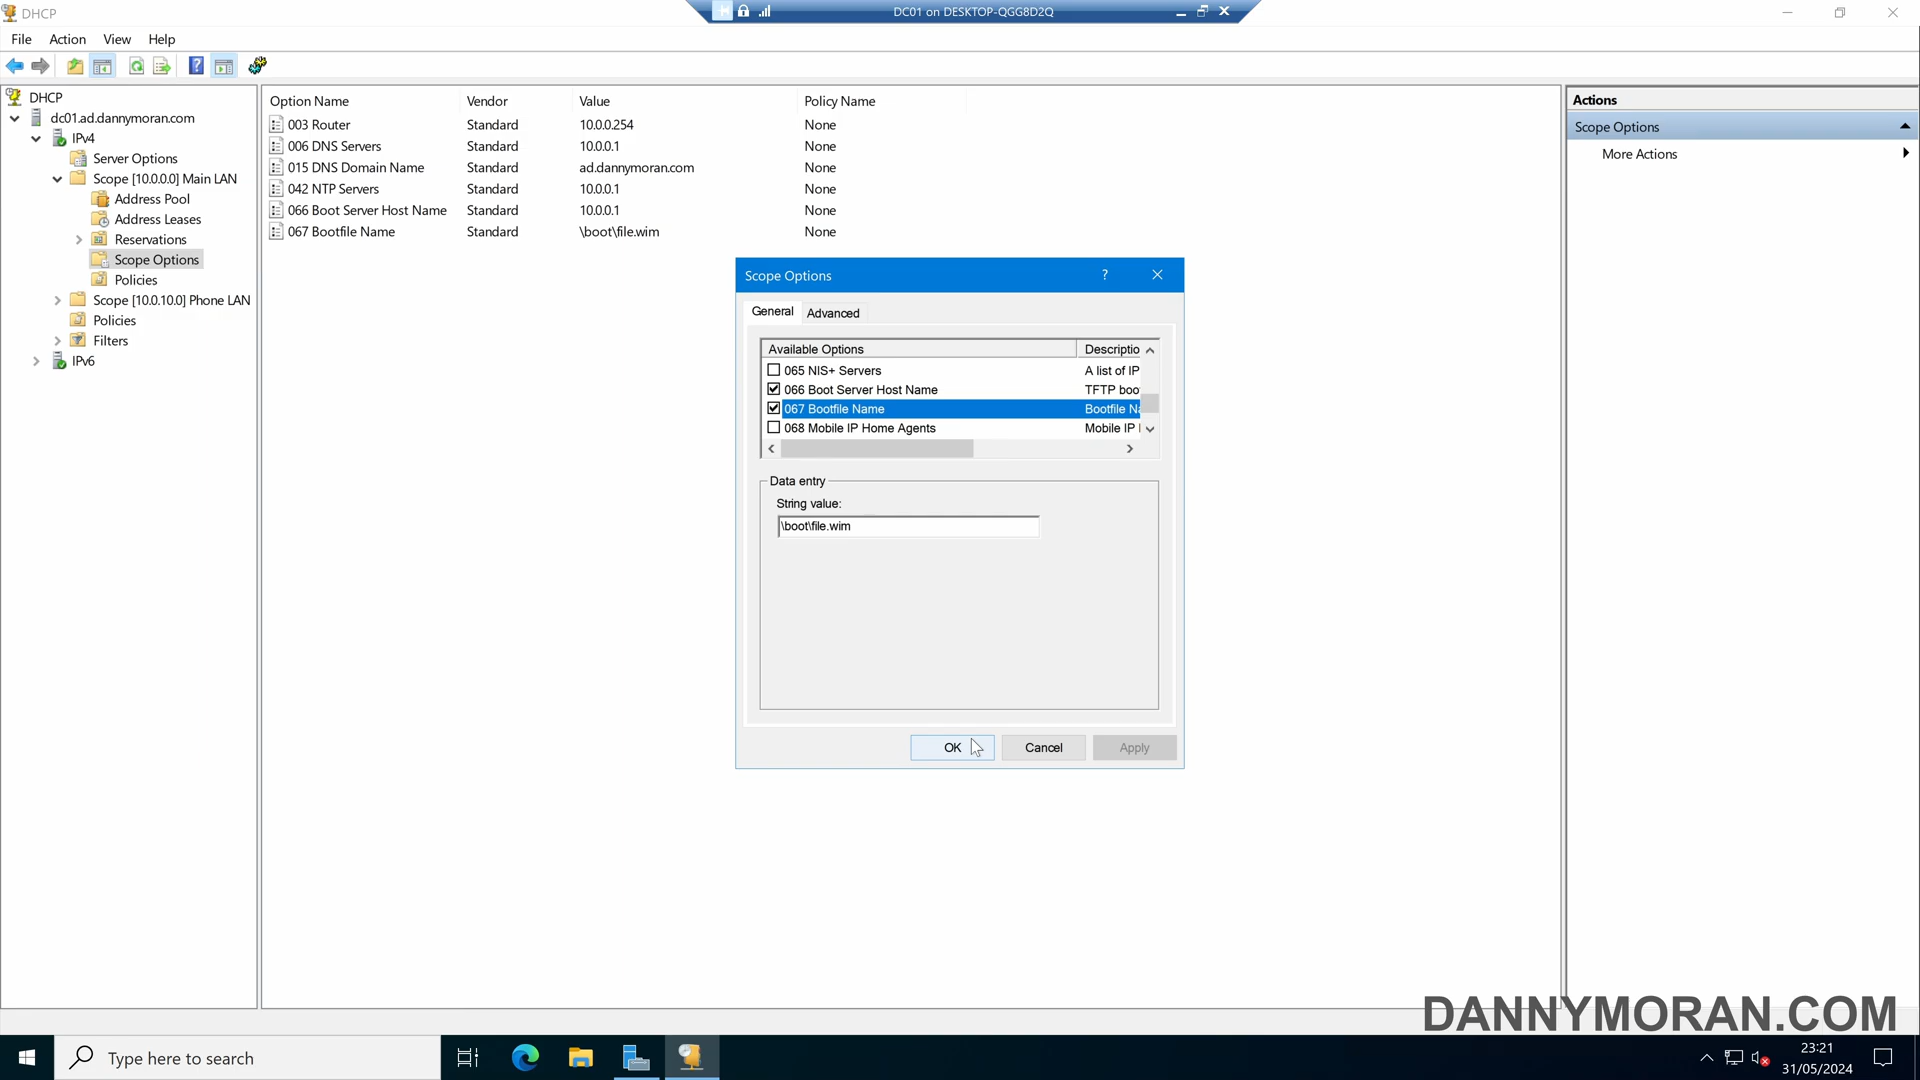 DHCP
DC01 on DESKTOP-QGG8D2Q
File Action View Help
DHCP
dc01.ad.dannymoran.com
IPv4
Server Options
Scope [10.0.0.0] Main LAN
Address Pool
Address Leases
Reservations
Scope Options
Policies
Scope [10.0.10.0] Phone LAN
Policies
Filters
IPv6
Option Name Vendor Value Policy Name
003 Router Standard 10.0.0.254 None
006 DNS Servers Standard 10.0.0.1 None
015 DNS Domain Name Standard ad.dannymoran.com None
042 NTP Servers Standard 10.0.0.1 None
066 Boot Server Host Name Standard 10.0.0.1 None
067 Bootfile Name Standard \boot\file.wim None
Scope Options ?
General Advanced
Available Options Descriptio
065 NIS+ Servers A list of IP
066 Boot Server Host Name TFTP boo
067 Bootfile Name Bootfile Na
068 Mobile IP Home Agents Mobile IP
Data entry
String value:
\boot\file.wim
OK Cancel Apply
Actions
Scope Options
More Actions
DANNYMORAN.COM
Type here to search
23:21
31/05/2024